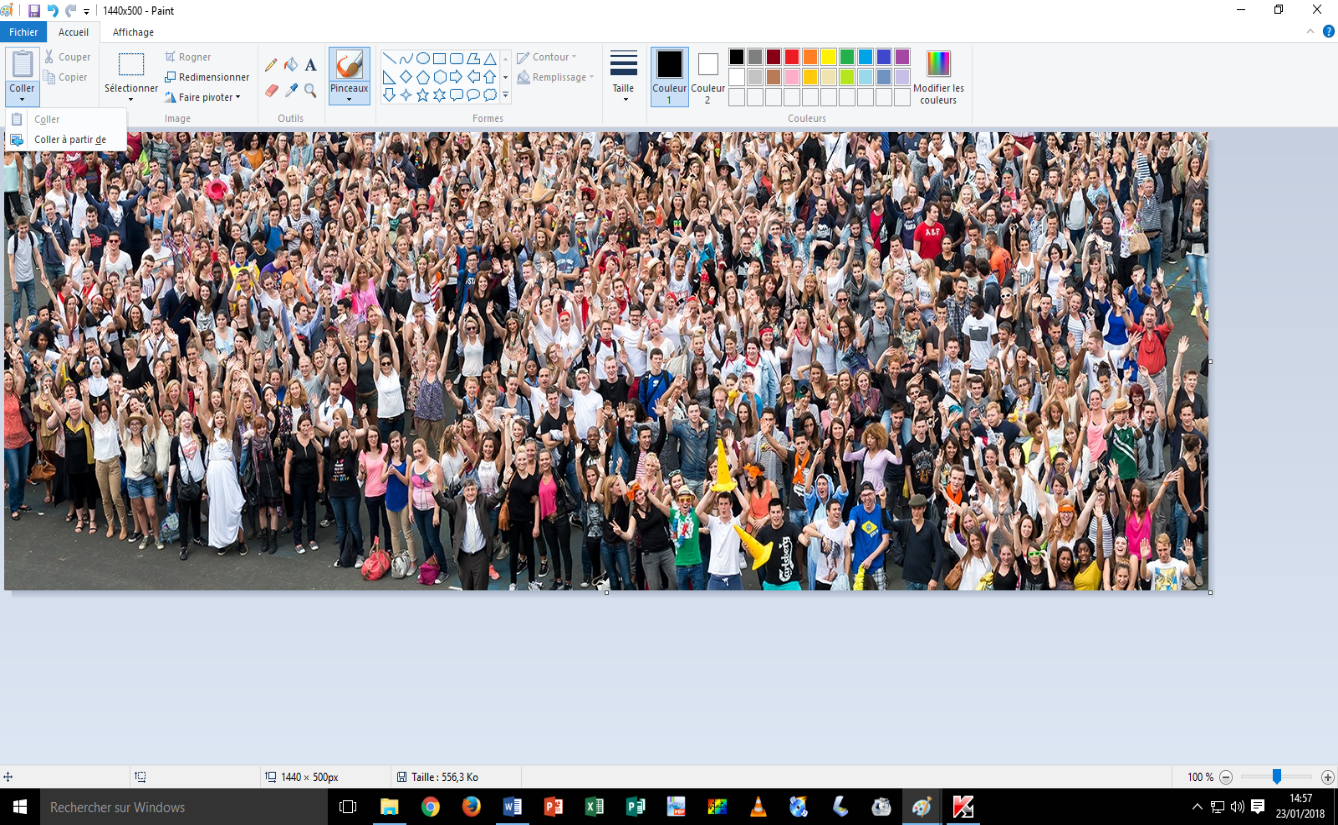 1440x500 - Paint
Fichier
Accueil
Affichage
Coller
Couper
Copier
Sélectionner
Rogner
Redimensionner
Faire pivoter
Image
Outils
Pinceaux
Contour
Remplissage
Formes
Taille
Couleur
1
Couleur
2
Modifier les
couleurs
Couleurs
Coller
Coller à partir de
A&F
Carlsberg
1440 × 500px
Taille : 556,3 Ko
100 %
Rechercher sur Windows
14:57
23/01/2018